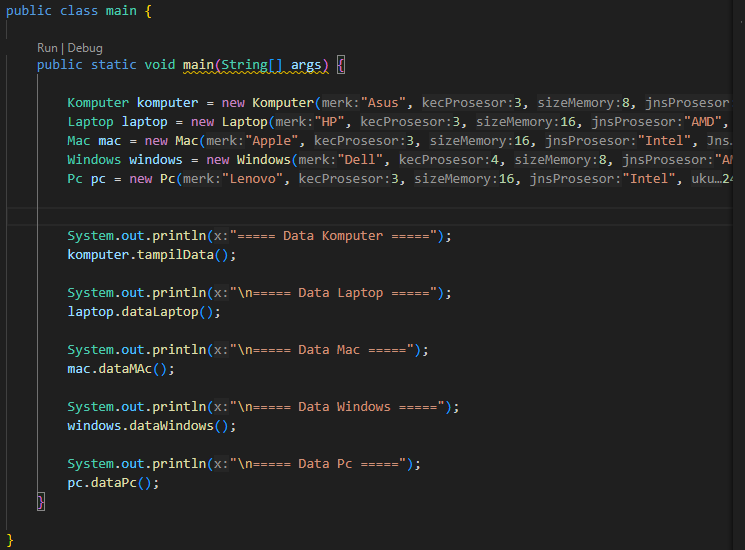 public class main {
Run | Debug
public static void main(String[] args) {
Komputer komputer = new Komputer(merk:"Asus", kecProsesor:3, sizeMemory:8, jnsProsesor
Laptop laptop = new Laptop(merk:"HP", kecProsesor:3, sizeMemory:16, jnsProsesor:"AMD",
Mac mac = new Mac(merk:"Apple", kecProsesor:3, sizeMemory:16, jnsProsesor:"Intel", Jns…
Windows windows = new Windows(merk:"Dell", kecProsesor:4, sizeMemory:8, jnsProsesor:"AM
Pc pc = new Pc(merk:"Lenovo", kecProsesor:3, sizeMemory:16, jnsProsesor:"Intel", uku…24
System.out.println(x:"===== Data Komputer =====");
komputer.tampilData();
System.out.println(x:"\n===== Data Laptop =====");
laptop.dataLaptop();
System.out.println(x:"\n===== Data Mac =====");
mac.dataMAc();
System.out.println(x:"\n===== Data Windows =====");
windows.dataWindows();
System.out.println(x:"\n===== Data Pc =====");
pc.dataPc();
}
}